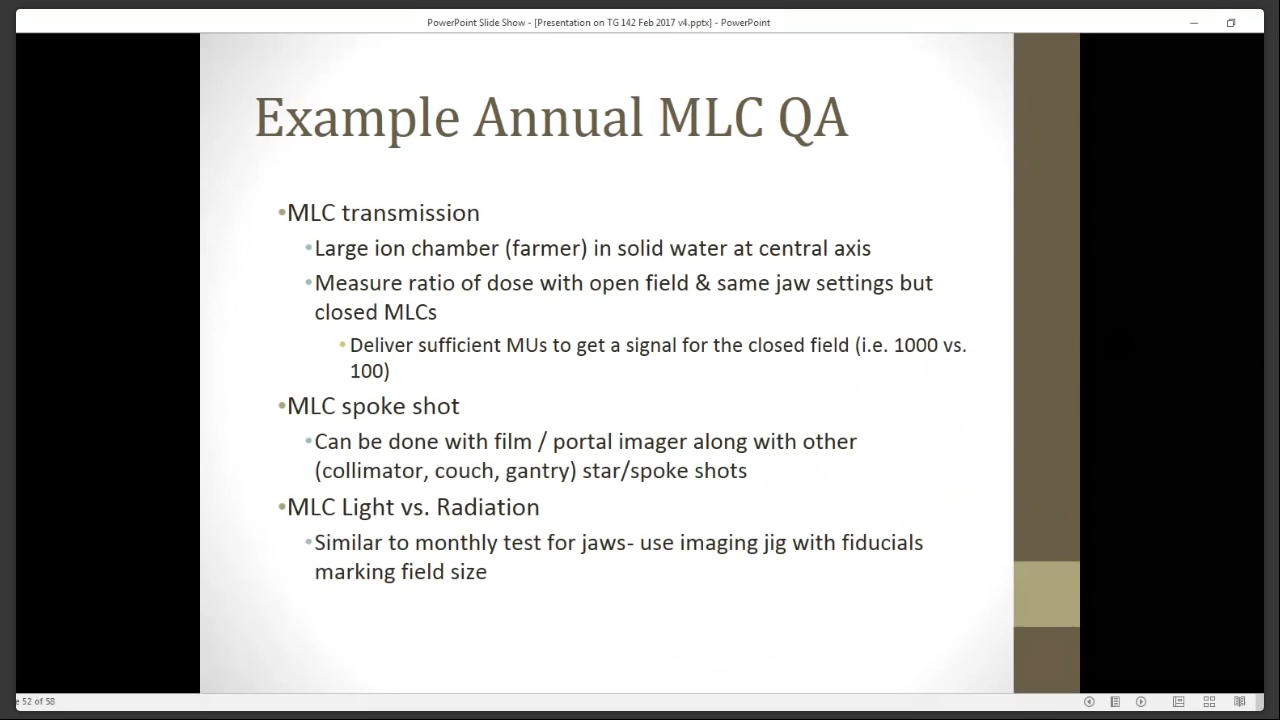 PowerPoint Slide Show - [Presentation on TG 142 Feb 2017 v4.pptx] - PowerPoint
Example Annual MLC QA
•MLC transmission
•Large ion chamber (farmer) in solid water at central axis
•Measure ratio of dose with open field & same jaw settings but
closed MLCs
•Deliver sufficient MUs to get a signal for the closed field (i.e. 1000 vs.
100)
•MLC spoke shot
•Can be done with film / portal imager along with other
(collimator, couch, gantry) star/spoke shots
•MLC Light vs. Radiation
•Similar to monthly test for jaws- use imaging jig with fiducials
marking field size
e 52 of 58